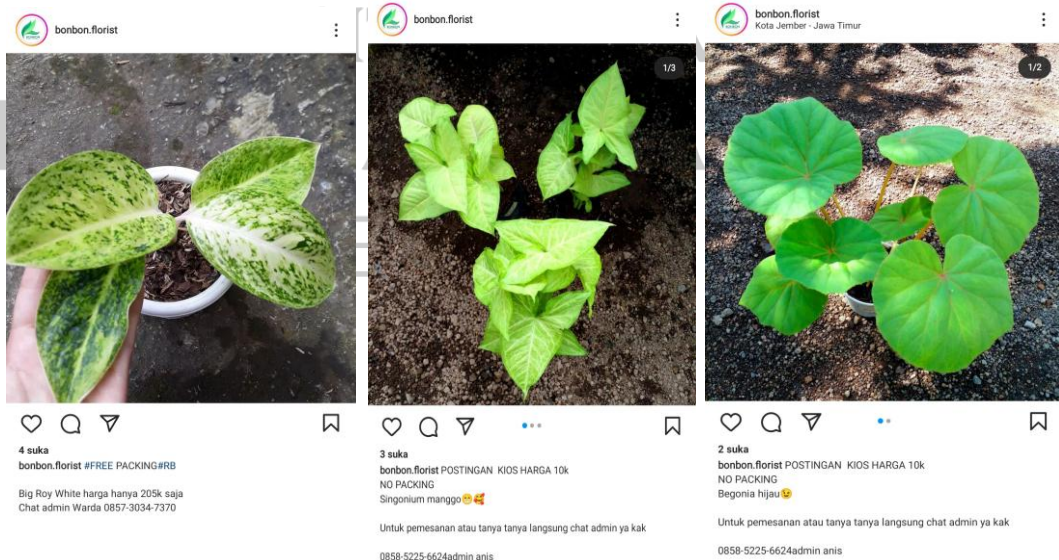 bonbon.florist
4 suka
bonbon.florist #FREE PACKING#RB
Big Roy White harga hanya 205k saja
Chat admin Warda 0857-3034-7370
bonbon.florist
1/3
3 suka
bonbon.florist POSTINGAN KIOS HARGA 10k
NO PACKING
Singonium manggo😁🥰
Untuk pemesanan atau tanya tanya langsung chat admin ya kak
0858-5225-6624admin anis
bonbon.florist
Kota Jember - Jawa Timur
1/2
2 suka
bonbon.florist POSTINGAN KIOS HARGA 10k
NO PACKING
Begonia hijau😉
Untuk pemesanan atau tanya tanya langsung chat admin ya kak
0858-5225-6624admin anis